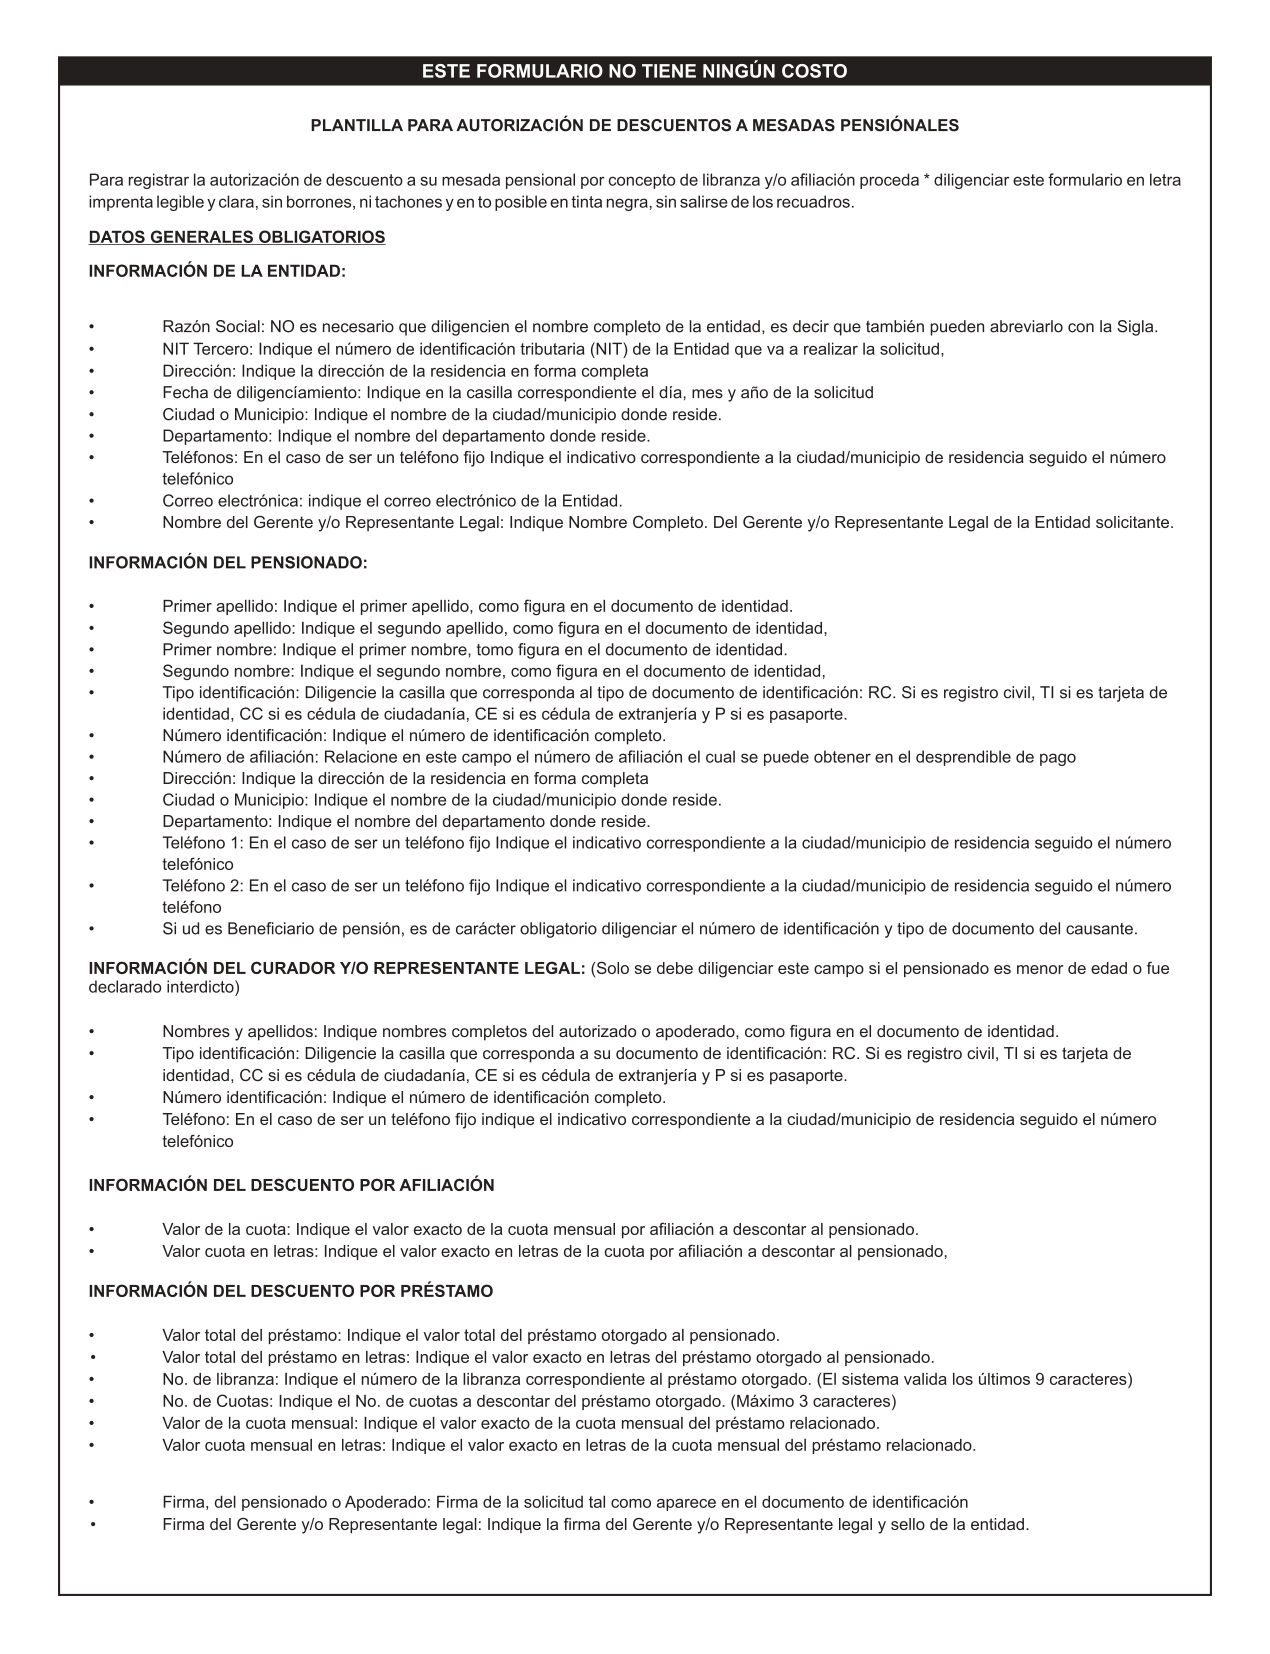 ESTE FORMULARIO NO TIENE NINGÚN COSTO
PLANTILLA PARA AUTORIZACIÓN DE DESCUENTOS A MESADAS PENSIÓNALES
Para registrar la autorización de descuento a su mesada pensional por concepto de libranza y/o afiliación proceda * diligenciar este formulario en letra
imprenta legible y clara, sin borrones, ni tachones y en to posible en tinta negra, sin salirse de los recuadros.
DATOS GENERALES OBLIGATORIOS
INFORMACIÓN DE LA ENTIDAD:
• Razón Social: NO es necesario que diligencien el nombre completo de la entidad, es decir que también pueden abreviarlo con la Sigla.
• NIT Tercero: Indique el número de identificación tributaria (NIT) de la Entidad que va a realizar la solicitud,
• Dirección: Indique la dirección de la residencia en forma completa
• Fecha de diligencíamiento: Indique en la casilla correspondiente el día, mes y año de la solicitud
• Ciudad o Municipio: Indique el nombre de la ciudad/municipio donde reside.
• Departamento: Indique el nombre del departamento donde reside.
• Teléfonos: En el caso de ser un teléfono fijo Indique el indicativo correspondiente a la ciudad/municipio de residencia seguido el número
telefónico
• Correo electrónica: indique el correo electrónico de la Entidad.
• Nombre del Gerente y/o Representante Legal: Indique Nombre Completo. Del Gerente y/o Representante Legal de la Entidad solicitante.
INFORMACIÓN DEL PENSIONADO:
• Primer apellido: Indique el primer apellido, como figura en el documento de identidad.
• Segundo apellido: Indique el segundo apellido, como figura en el documento de identidad,
• Primer nombre: Indique el primer nombre, tomo figura en el documento de identidad.
• Segundo nombre: Indique el segundo nombre, como figura en el documento de identidad,
• Tipo identificación: Diligencie la casilla que corresponda al tipo de documento de identificación: RC. Si es registro civil, TI si es tarjeta de
identidad, CC si es cédula de ciudadanía, CE si es cédula de extranjería y P si es pasaporte.
• Número identificación: Indique el número de identificación completo.
• Número de afiliación: Relacione en este campo el número de afiliación el cual se puede obtener en el desprendible de pago
• Dirección: Indique la dirección de la residencia en forma completa
• Ciudad o Municipio: Indique el nombre de la ciudad/municipio donde reside.
• Departamento: Indique el nombre del departamento donde reside.
• Teléfono 1: En el caso de ser un teléfono fijo Indique el indicativo correspondiente a la ciudad/municipio de residencia seguido el número
telefónico
• Teléfono 2: En el caso de ser un teléfono fijo Indique el indicativo correspondiente a la ciudad/municipio de residencia seguido el número
teléfono
• Si ud es Beneficiario de pensión, es de carácter obligatorio diligenciar el número de identificación y tipo de documento del causante.
INFORMACIÓN DEL CURADOR Y/O REPRESENTANTE LEGAL: (Solo se debe diligenciar este campo si el pensionado es menor de edad o fue
declarado interdicto)
• Nombres y apellidos: Indique nombres completos del autorizado o apoderado, como figura en el documento de identidad.
• Tipo identificación: Diligencie la casilla que corresponda a su documento de identificación: RC. Si es registro civil, TI si es tarjeta de
identidad, CC si es cédula de ciudadanía, CE si es cédula de extranjería y P si es pasaporte.
• Número identificación: Indique el número de identificación completo.
• Teléfono: En el caso de ser un teléfono fijo indique el indicativo correspondiente a la ciudad/municipio de residencia seguido el número
telefónico
INFORMACIÓN DEL DESCUENTO POR AFILIACIÓN
• Valor de la cuota: Indique el valor exacto de la cuota mensual por afiliación a descontar al pensionado.
• Valor cuota en letras: Indique el valor exacto en letras de la cuota por afiliación a descontar al pensionado,
INFORMACIÓN DEL DESCUENTO POR PRÉSTAMO
• Valor total del préstamo: Indique el valor total del préstamo otorgado al pensionado.
• Valor total del préstamo en letras: Indique el valor exacto en letras del préstamo otorgado al pensionado.
• No. de libranza: Indique el número de la libranza correspondiente al préstamo otorgado. (El sistema valida los últimos 9 caracteres)
• No. de Cuotas: Indique el No. de cuotas a descontar del préstamo otorgado. (Máximo 3 caracteres)
• Valor de la cuota mensual: Indique el valor exacto de la cuota mensual del préstamo relacionado.
• Valor cuota mensual en letras: Indique el valor exacto en letras de la cuota mensual del préstamo relacionado.
• Firma, del pensionado o Apoderado: Firma de la solicitud tal como aparece en el documento de identificación
• Firma del Gerente y/o Representante legal: Indique la firma del Gerente y/o Representante legal y sello de la entidad.